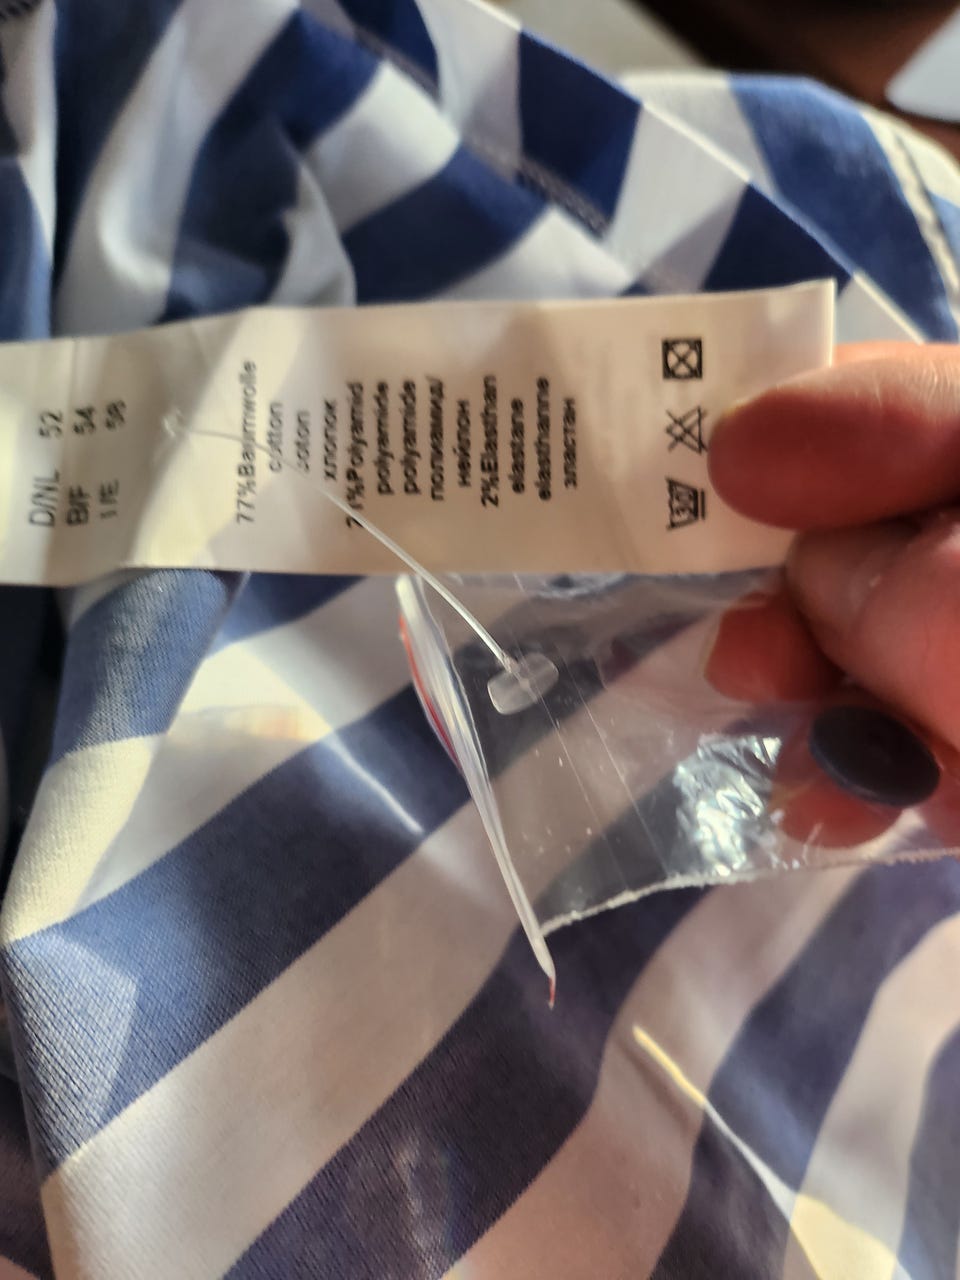 D/NL 52
B/F 54
I/E 58
77%Baumwolle
cotton
coton
хлопок
21%Polyamid
polyamide
polyamide
полиамид/
нейлон
2%Elasthan
elastane
elasthanne
эластан
30